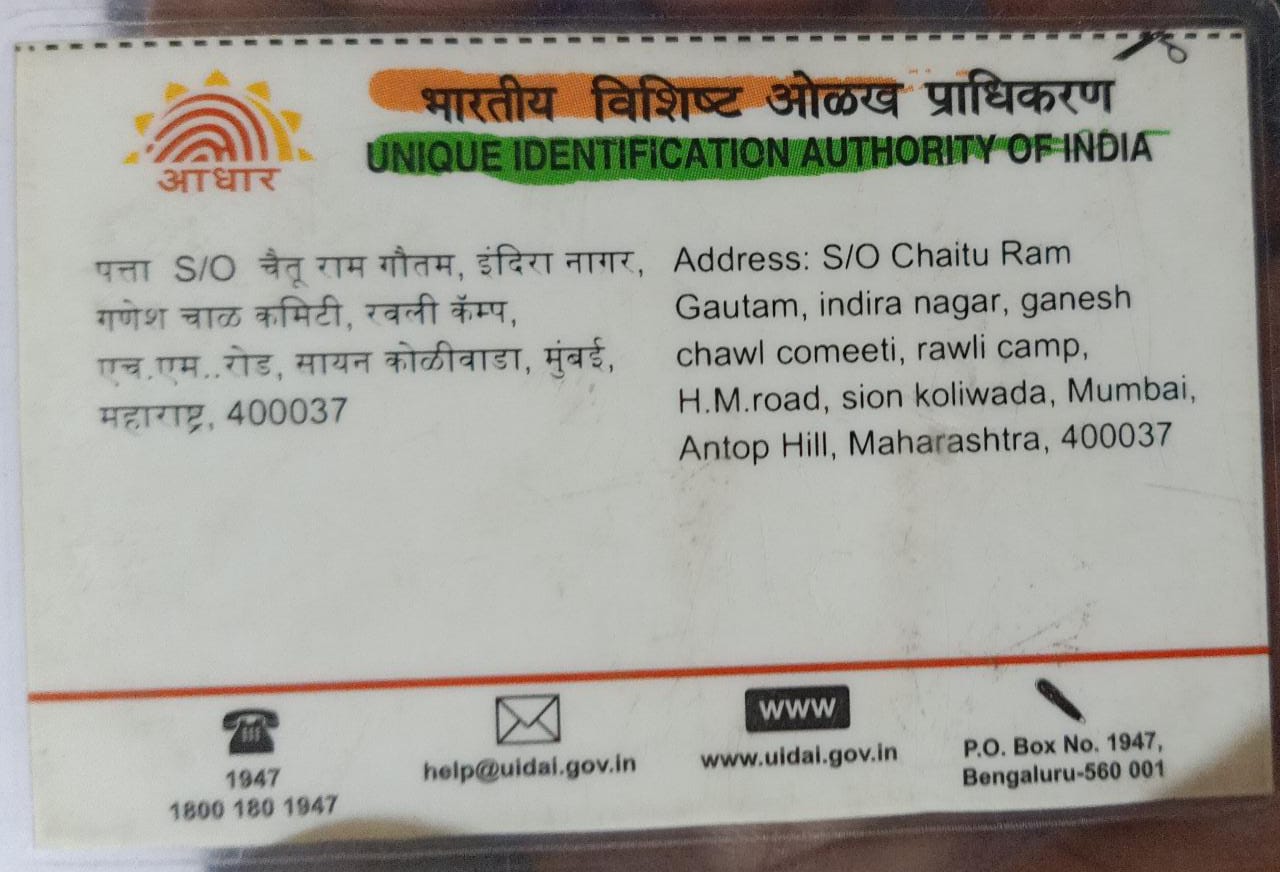 भारतीय विशिष्ट ओळख प्राधिकरण
UNIQUE IDENTIFICATION AUTHORITY OF INDIA
आधार
पत्ता S/O चैतू राम गौतम, इंदिरा नागर,
गणेश चाळ कमिटी, रवली कॅम्प,
एच.एम..रोड, सायन कोळीवाडा, मुंबई,
महाराष्ट्र, 400037
Address: S/O Chaitu Ram
Gautam, indira nagar, ganesh
chawl comeeti, rawli camp,
H.M.road, sion koliwada, Mumbai,
Antop Hill, Maharashtra, 400037
1947
1800 180 1947
help@uidai.gov.in
WWW
www.uidai.gov.in
P.O. Box No. 1947,
Bengaluru-560 001